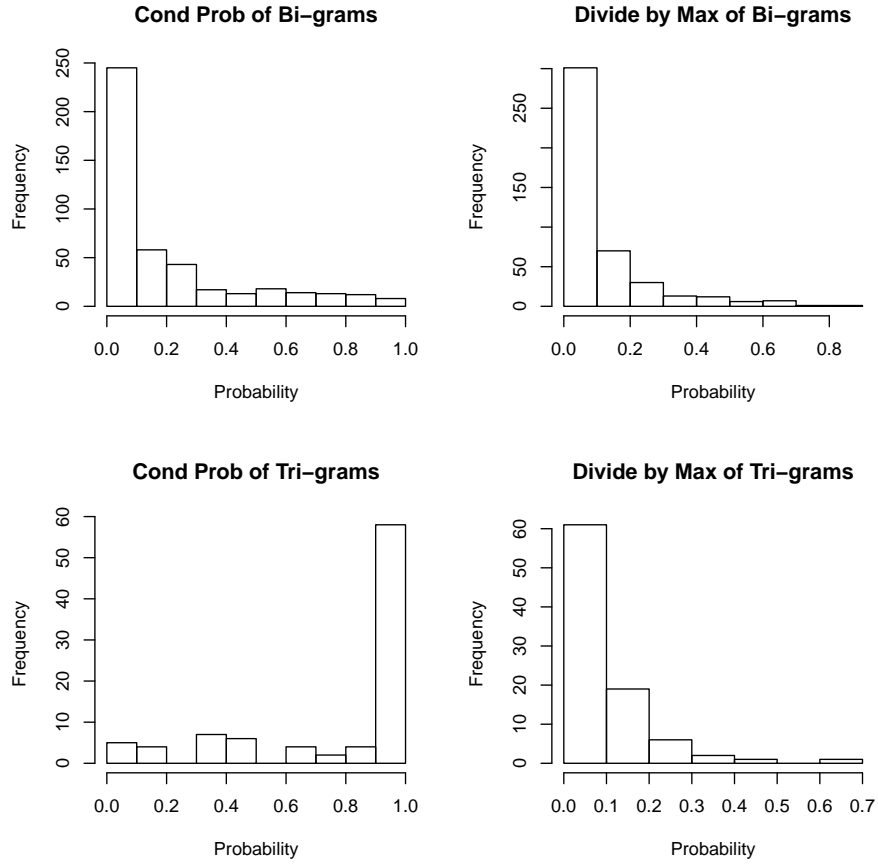 Cond Prob of Bi−grams
Frequency
250
200
150
100
50
0
0.0 0.2 0.4 0.6 0.8 1.0
Probability
Divide by Max of Bi−grams
Frequency
250
150
50
0
0.0 0.2 0.4 0.6 0.8
Probability
Cond Prob of Tri−grams
Frequency
60
50
40
30
20
10
0
0.0 0.2 0.4 0.6 0.8 1.0
Probability
Divide by Max of Tri−grams
Frequency
60
50
40
30
20
10
0
0.0 0.1 0.2 0.3 0.4 0.5 0.6 0.7
Probability